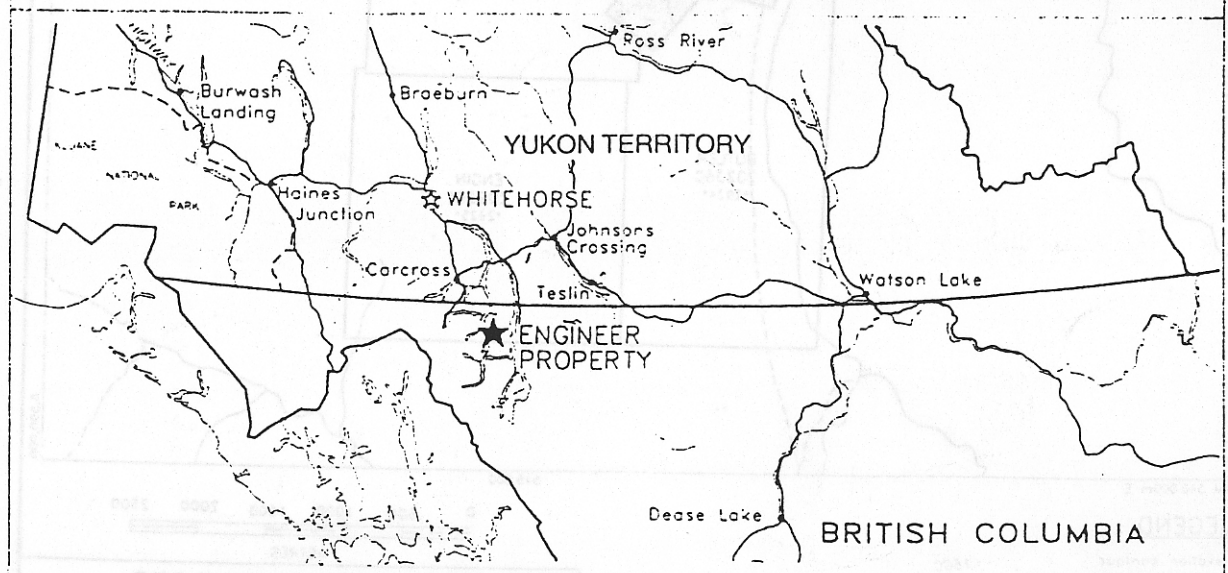 Ross River
Burwash
Landing
Braeburn
YUKON TERRITORY
KLUANE
NATIONAL
PARK
Haines
Junction
WHITEHORSE
Johnsons
Crossing
Carcross
Teslin
Watson Lake
ENGINEER
PROPERTY
Dease Lake
BRITISH COLUMBIA